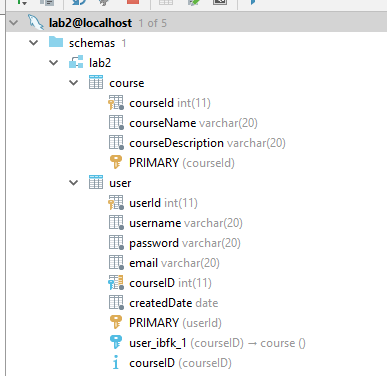 lab2@localhost 1 of 5
schemas 1
lab2
course
courseId int(11)
courseName varchar(20)
courseDescription varchar(20)
PRIMARY (courseId)
user
userId int(11)
username varchar(20)
password varchar(20)
email varchar(20)
courseID int(11)
createdDate date
PRIMARY (userId)
user_ibfk_1 (courseID) → course ()
courseID (courseID)